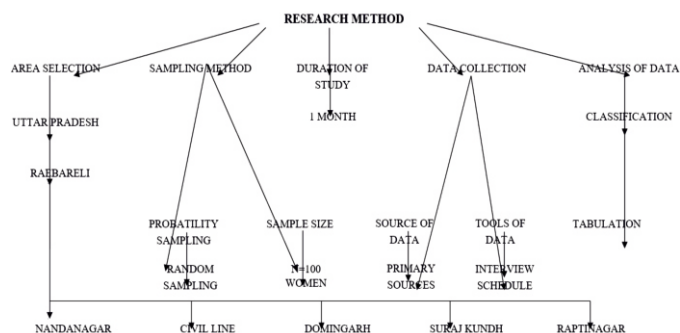 RESEARCH METHOD
AREA SELECTION
SAMPLING METHOD
DURATION OF
STUDY
DATA COLLECTION
ANALYSIS OF DATA
UTTAR PRADESH
1 MONTH
CLASSIFICATION
RAEBARELI
PROBATILITY
SAMPLING
SAMPLE SIZE
SOURCE OF
DATA
TOOLS OF
DATA
TABULATION
RANDOM
SAMPLING
N=100
WOMEN
PRIMARY
SOURCES
INTERVIEW
SCHEDULE
NANDANAGAR
CIVIL LINE
DOMINGARH
SURAJ KUNDH
RAPTINAGAR